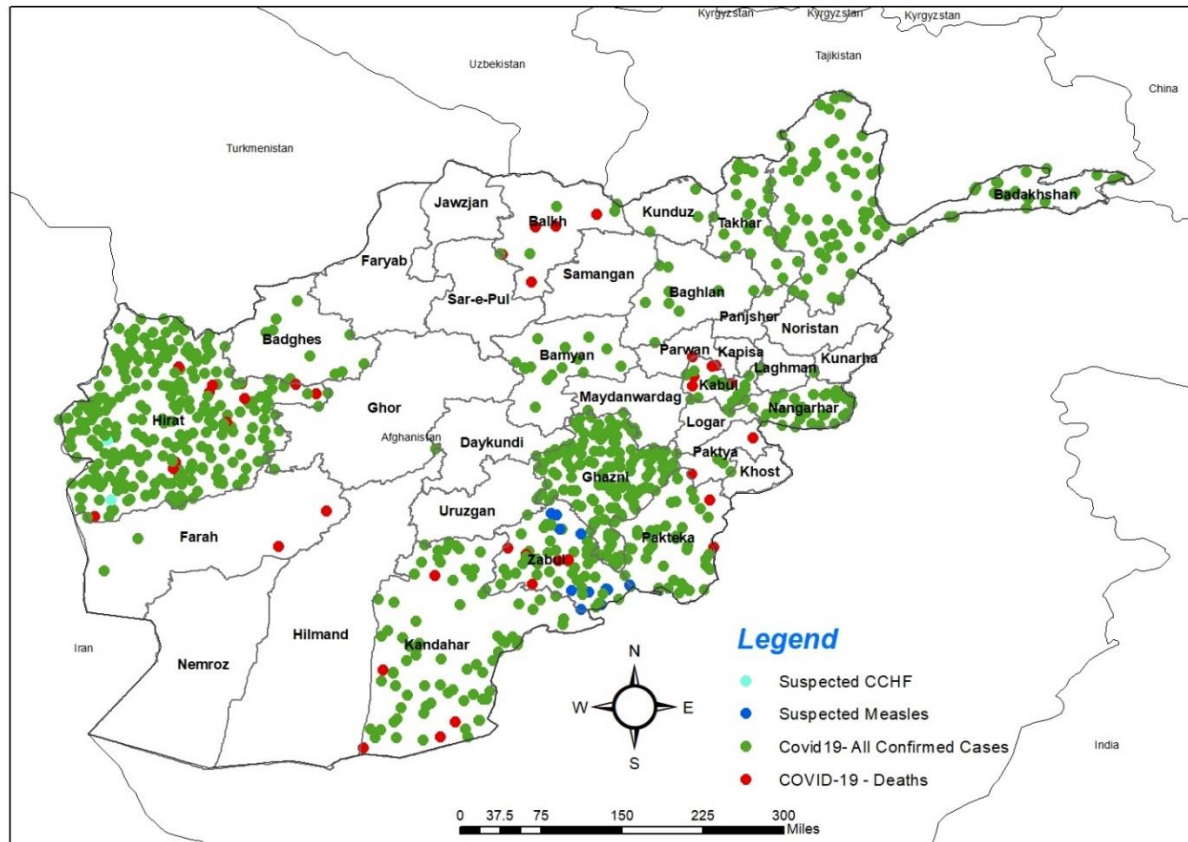 Kyrgyzstan
Kyrgyzstan
Kyrgyzstan
Uzbekistan
Tajikistan
China
Turkmenistan
Badakhshan
Jawzjan
Balkh
Kunduz
Takhar
Faryab
Samangan
Sar-e-Pul
Baghlan
Panjsher
Noristan
Badghes
Bamyan
Parwan
Kapisa
Kunarha
Laghman
Kabul
Maydanwardag
Nangarhar
Hirat
Ghor
Logar
Afghanistan
Daykundi
Paktya
Khost
Ghazni
Uruzgan
Farah
Zabul
Pakteka
Iran
Nemroz
Hilmand
Kandahar
N
W
E
S
Legend
Suspected CCHF
Suspected Measles
Covid19- All Confirmed Cases
COVID-19 - Deaths
India
0 37.5 75 150 225 300
Miles